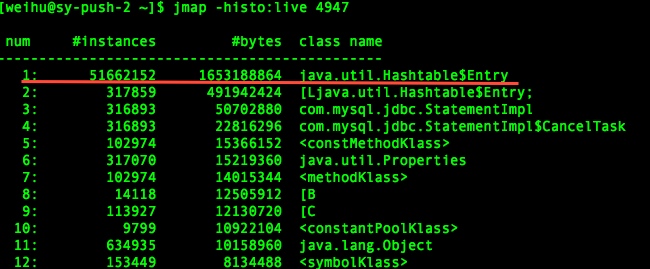 [weihu@sy-push-2 ~]$ jmap -histo:live 4947
num #instances #bytes class name
----------------------------------------------
1: 51662152 1653188864 java.util.Hashtable$Entry
2: 317859 491942424 [Ljava.util.Hashtable$Entry;
3: 316893 50702880 com.mysql.jdbc.StatementImpl
4: 316893 22816296 com.mysql.jdbc.StatementImpl$CancelTask
5: 102974 15366152 <constMethodKlass>
6: 317070 15219360 java.util.Properties
7: 102974 14015344 <methodKlass>
8: 14118 12505912 [B
9: 113927 12130720 [C
10: 9799 10922104 <constantPoolKlass>
11: 634935 10158960 java.lang.Object
12: 153449 8134488 <symbolKlass>